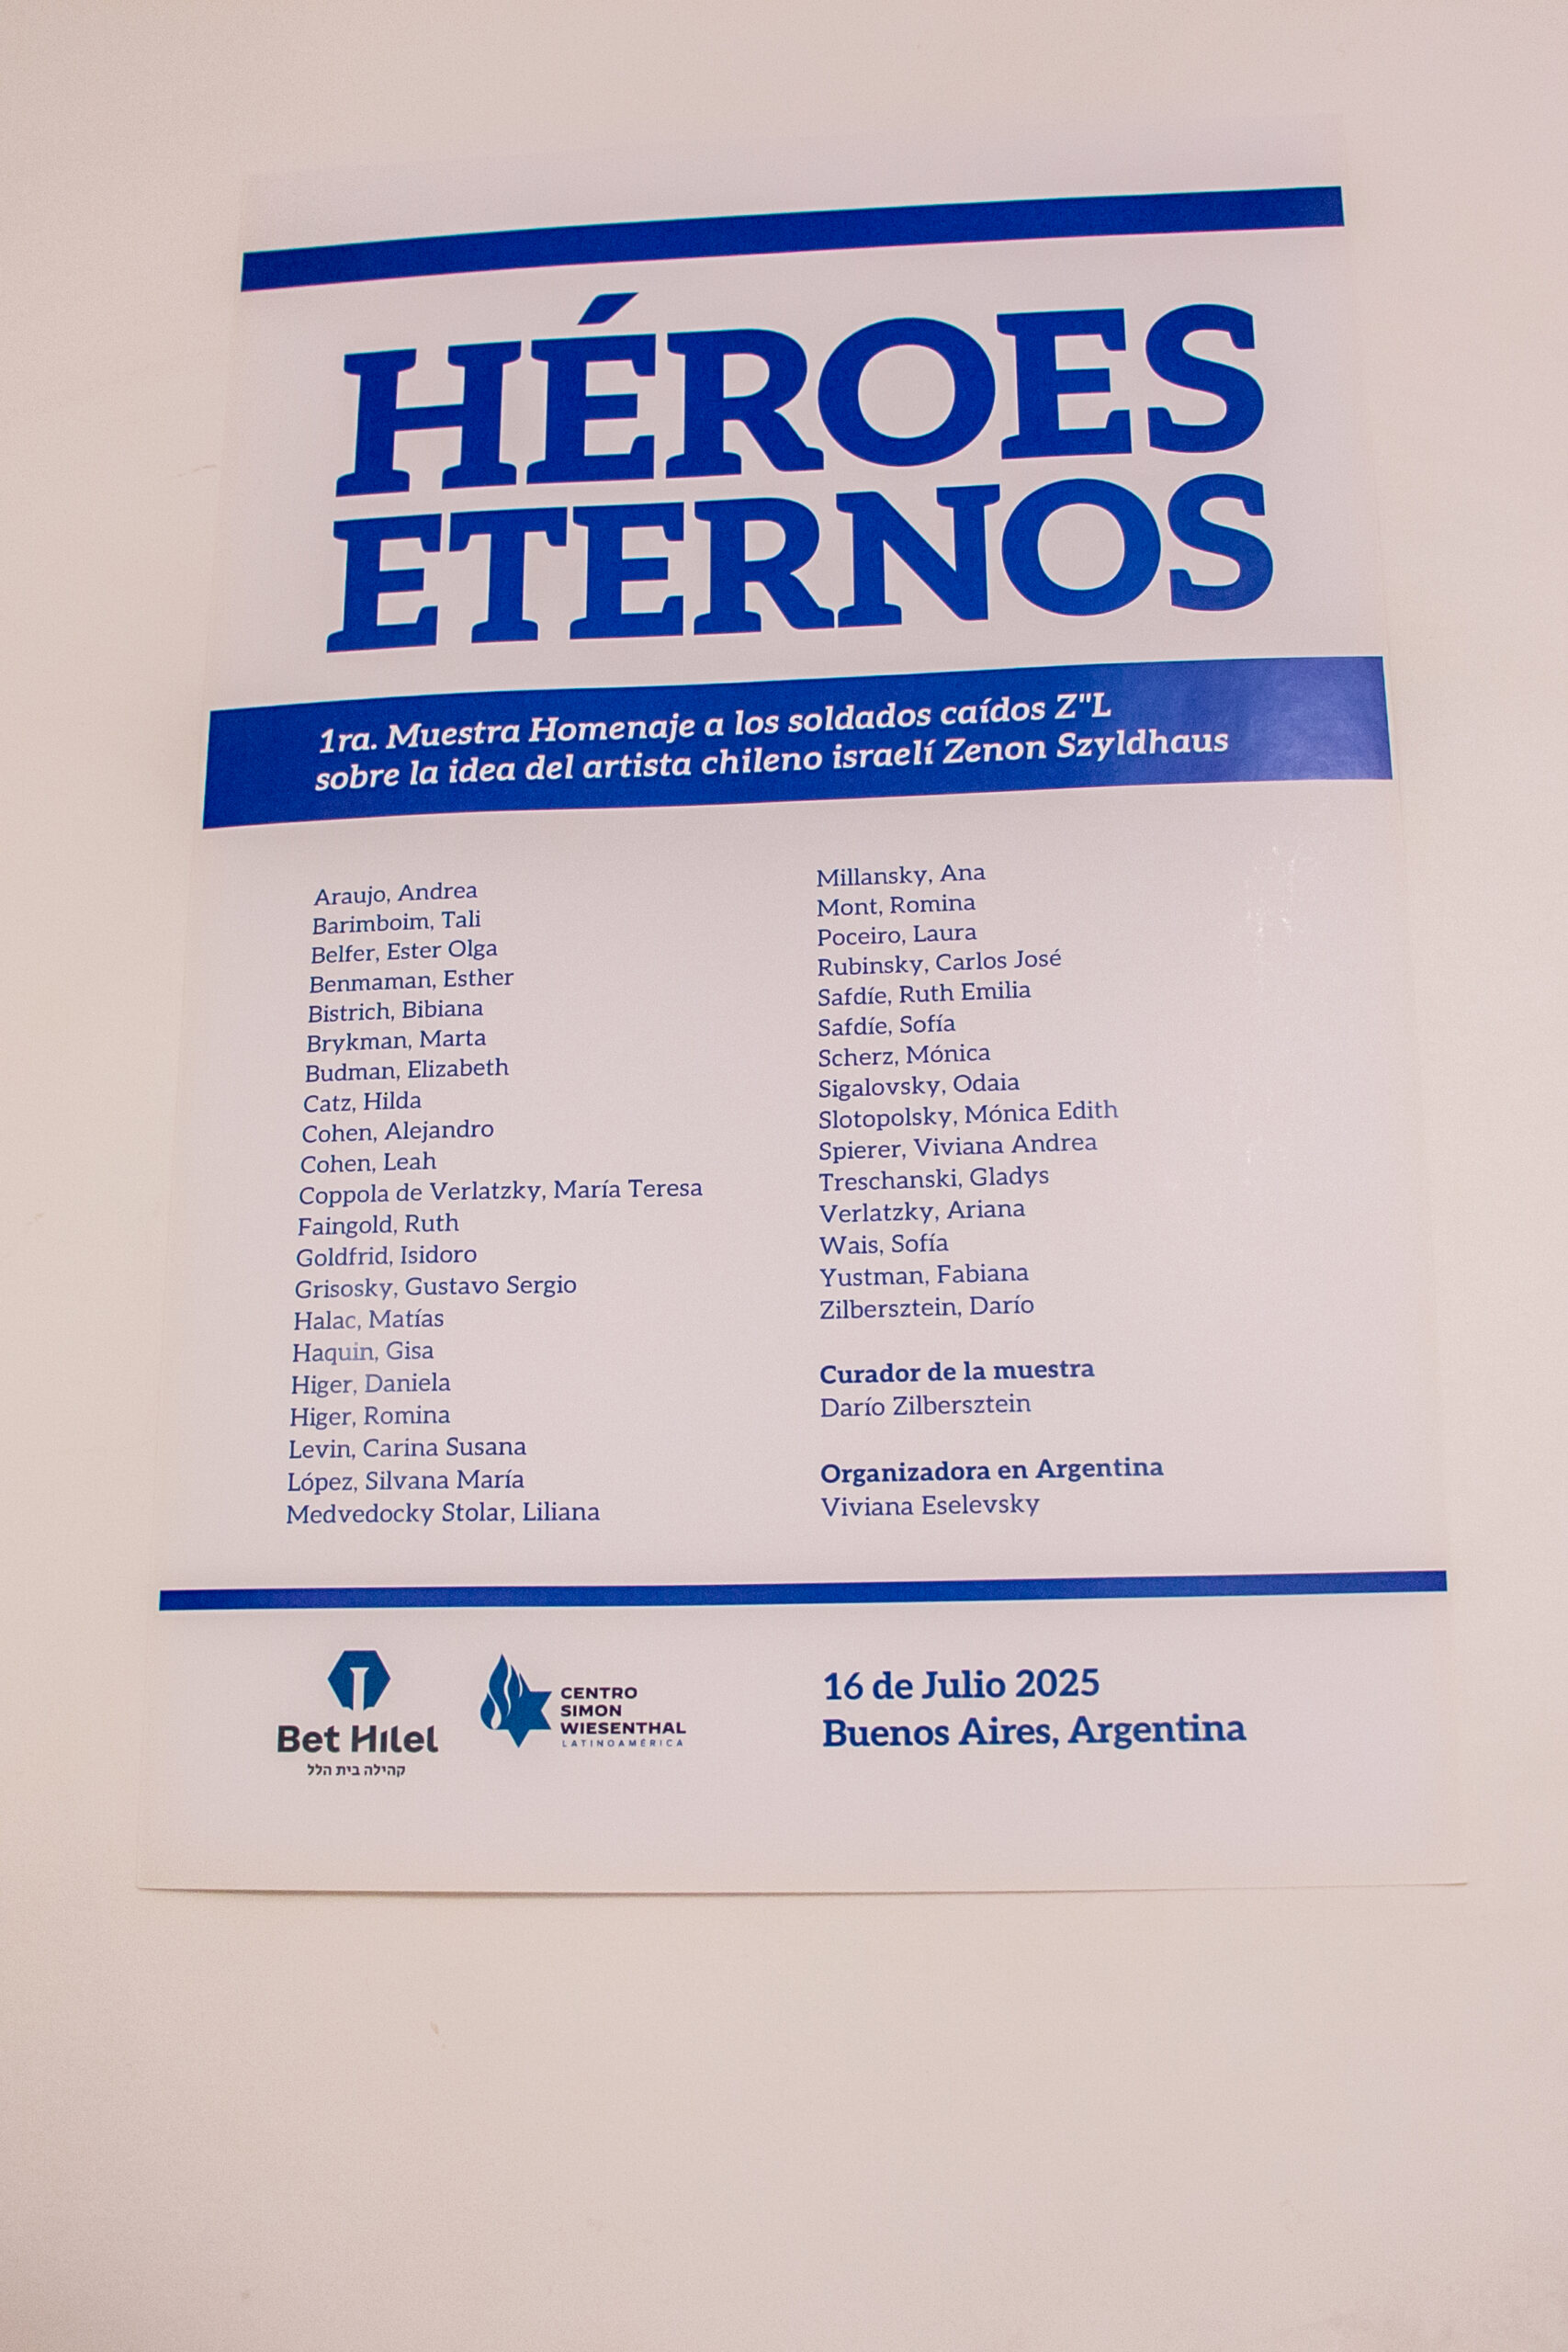 HÉROES
ETERNOS
1ra. Muestra Homenaje a los soldados caídos Z"L
sobre la idea del artista chileno israelí Zenon Szyldhaus
Araujo, Andrea
Barimboim, Tali
Belfer, Ester Olga
Benmaman, Esther
Bistrich, Bibiana
Brykman, Marta
Budman, Elizabeth
Catz, Hilda
Cohen, Alejandro
Cohen, Leah
Coppola de Verlatzky, María Teresa
Faingold, Ruth
Goldfrid, Isidoro
Grisosky, Gustavo Sergio
Halac, Matías
Haquin, Gisa
Higer, Daniela
Higer, Romina
Levin, Carina Susana
López, Silvana María
Medvedocky Stolar, Liliana
Millansky, Ana
Mont, Romina
Poceiro, Laura
Rubinsky, Carlos José
Safdíe, Ruth Emilia
Safdíe, Sofía
Scherz, Mónica
Sigalovsky, Odaia
Slotopolsky, Mónica Edith
Spierer, Viviana Andrea
Treschanski, Gladys
Verlatzky, Ariana
Wais, Sofía
Yustman, Fabiana
Zilbersztein, Darío
Curador de la muestra
Darío Zilbersztein
Organizadora en Argentina
Viviana Eselevsky
Bet Hılel
קהילה בית הלל
CENTRO
SIMON
WIESENTHAL
LATINOAMÉRICA
16 de Julio 2025
Buenos Aires, Argentina